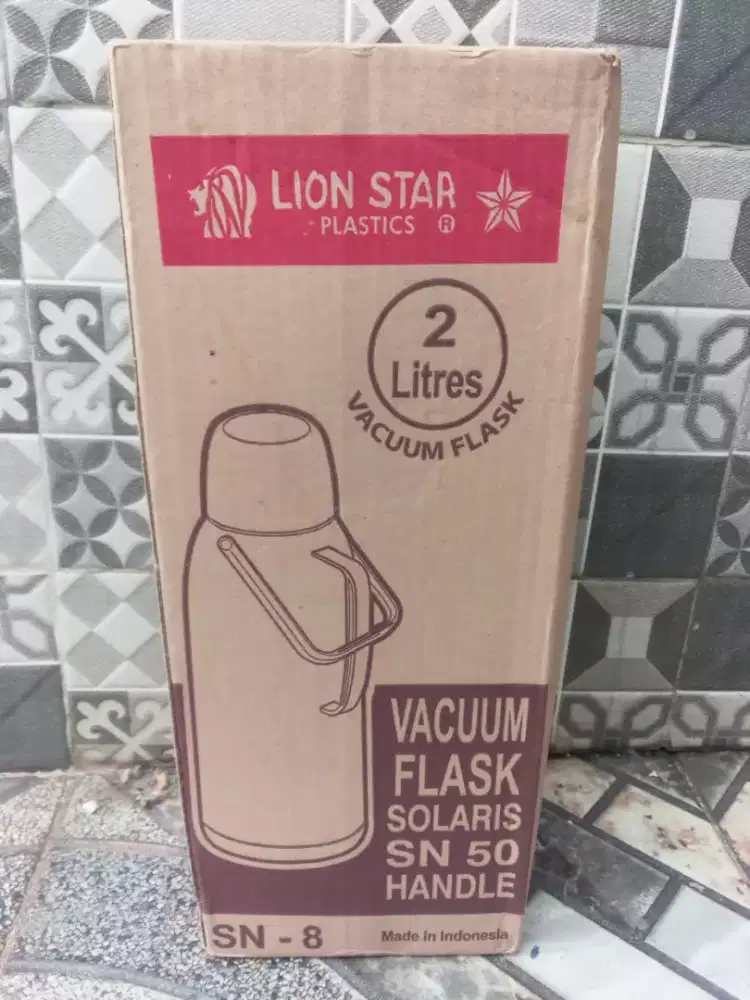 LION STAR
PLASTICS ®
2
Litres
VACUUM FLASK
VACUUM
FLASK
SOLARIS
SN 50
HANDLE
SN - 8
Made in Indonesia